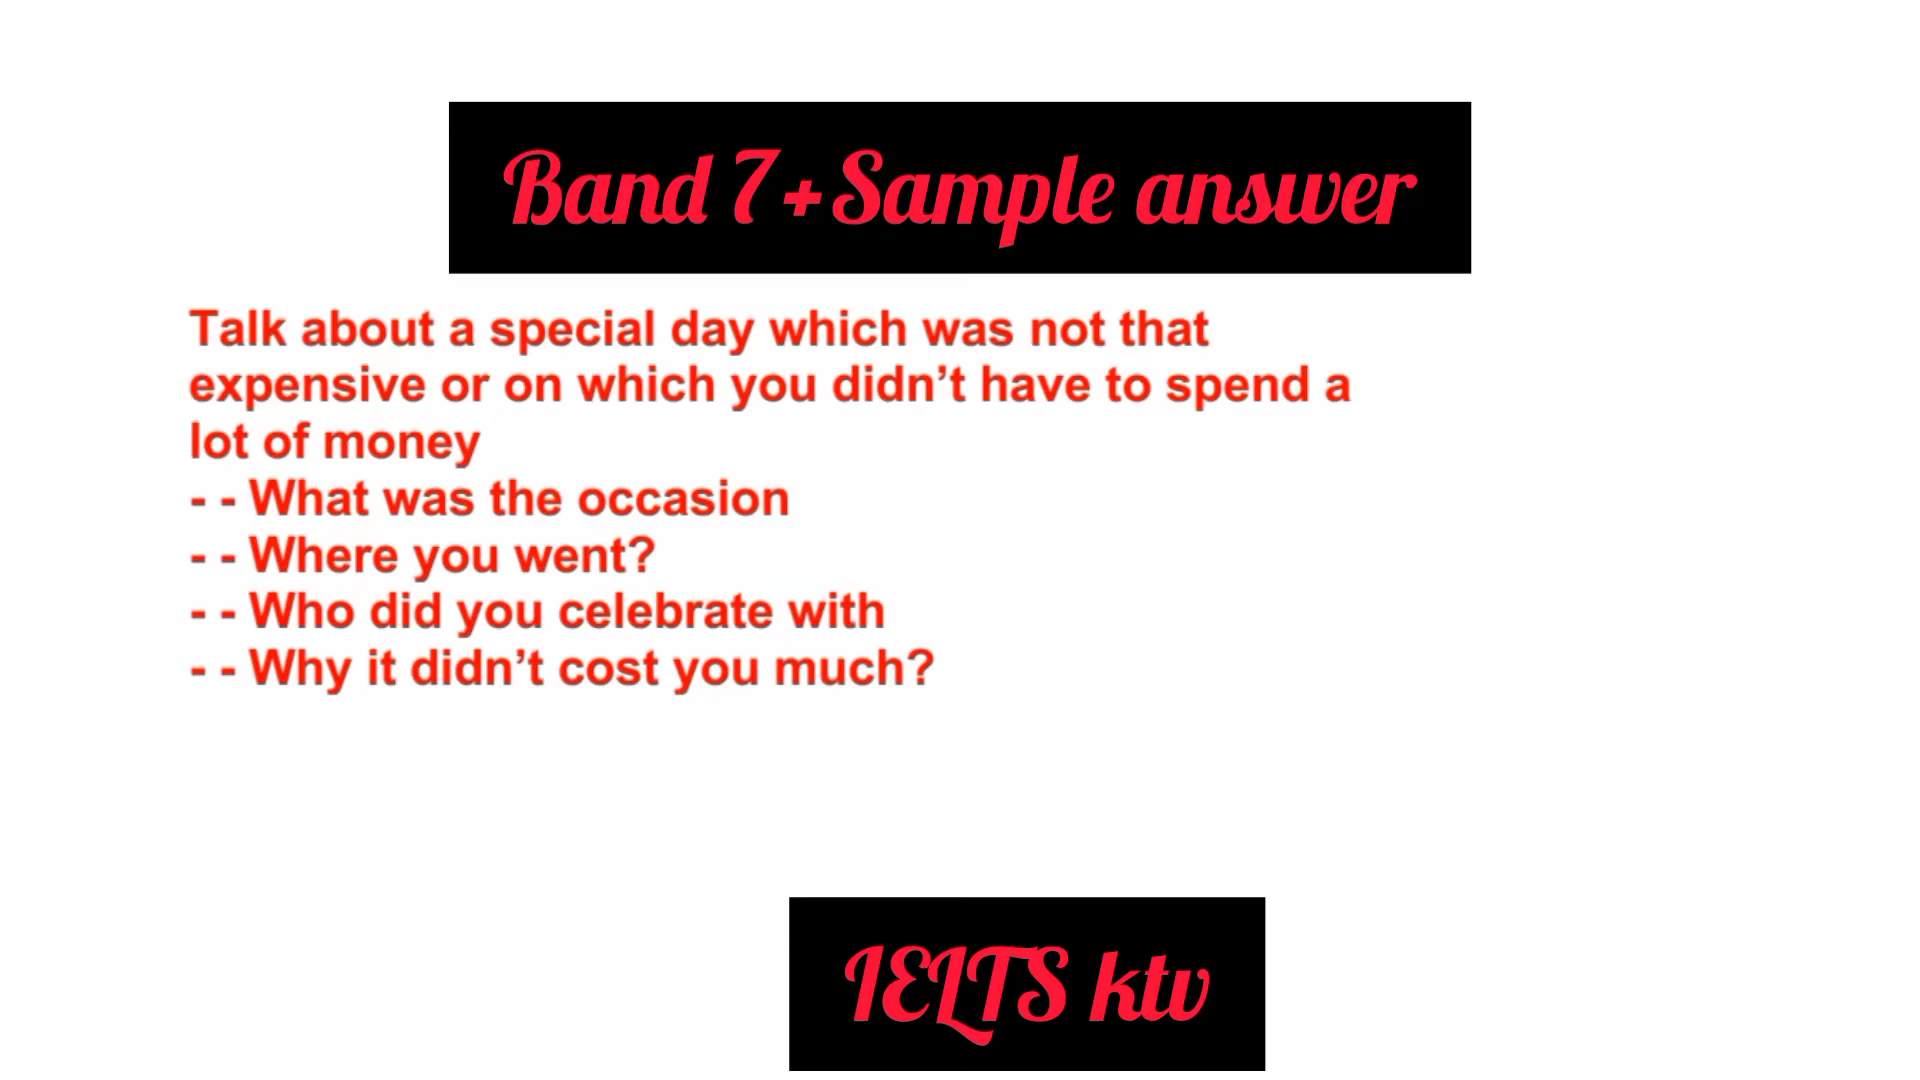 Band 7+Sample answer
Talk about a special day which was not that
expensive or on which you didn’t have to spend a
lot of money
- - What was the occasion
- - Where you went?
- - Who did you celebrate with
- - Why it didn’t cost you much?
IELTS ktv